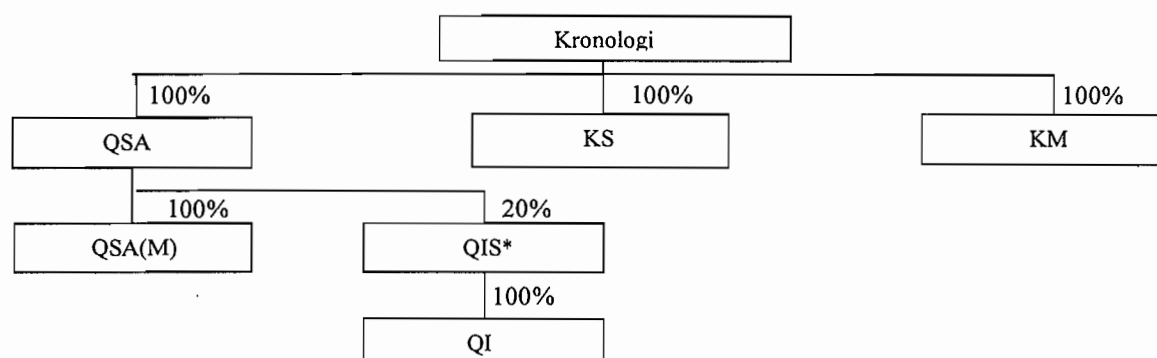 Kronologi
100% 100% 100%
QSA KS KM
100% 20%
QSA(M) QIS*
100%
QI